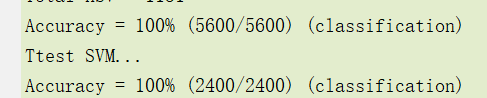 Accuracy = 100% (5600/5600) (classification)
Ttest SVM...
Accuracy = 100% (2400/2400) (classification)